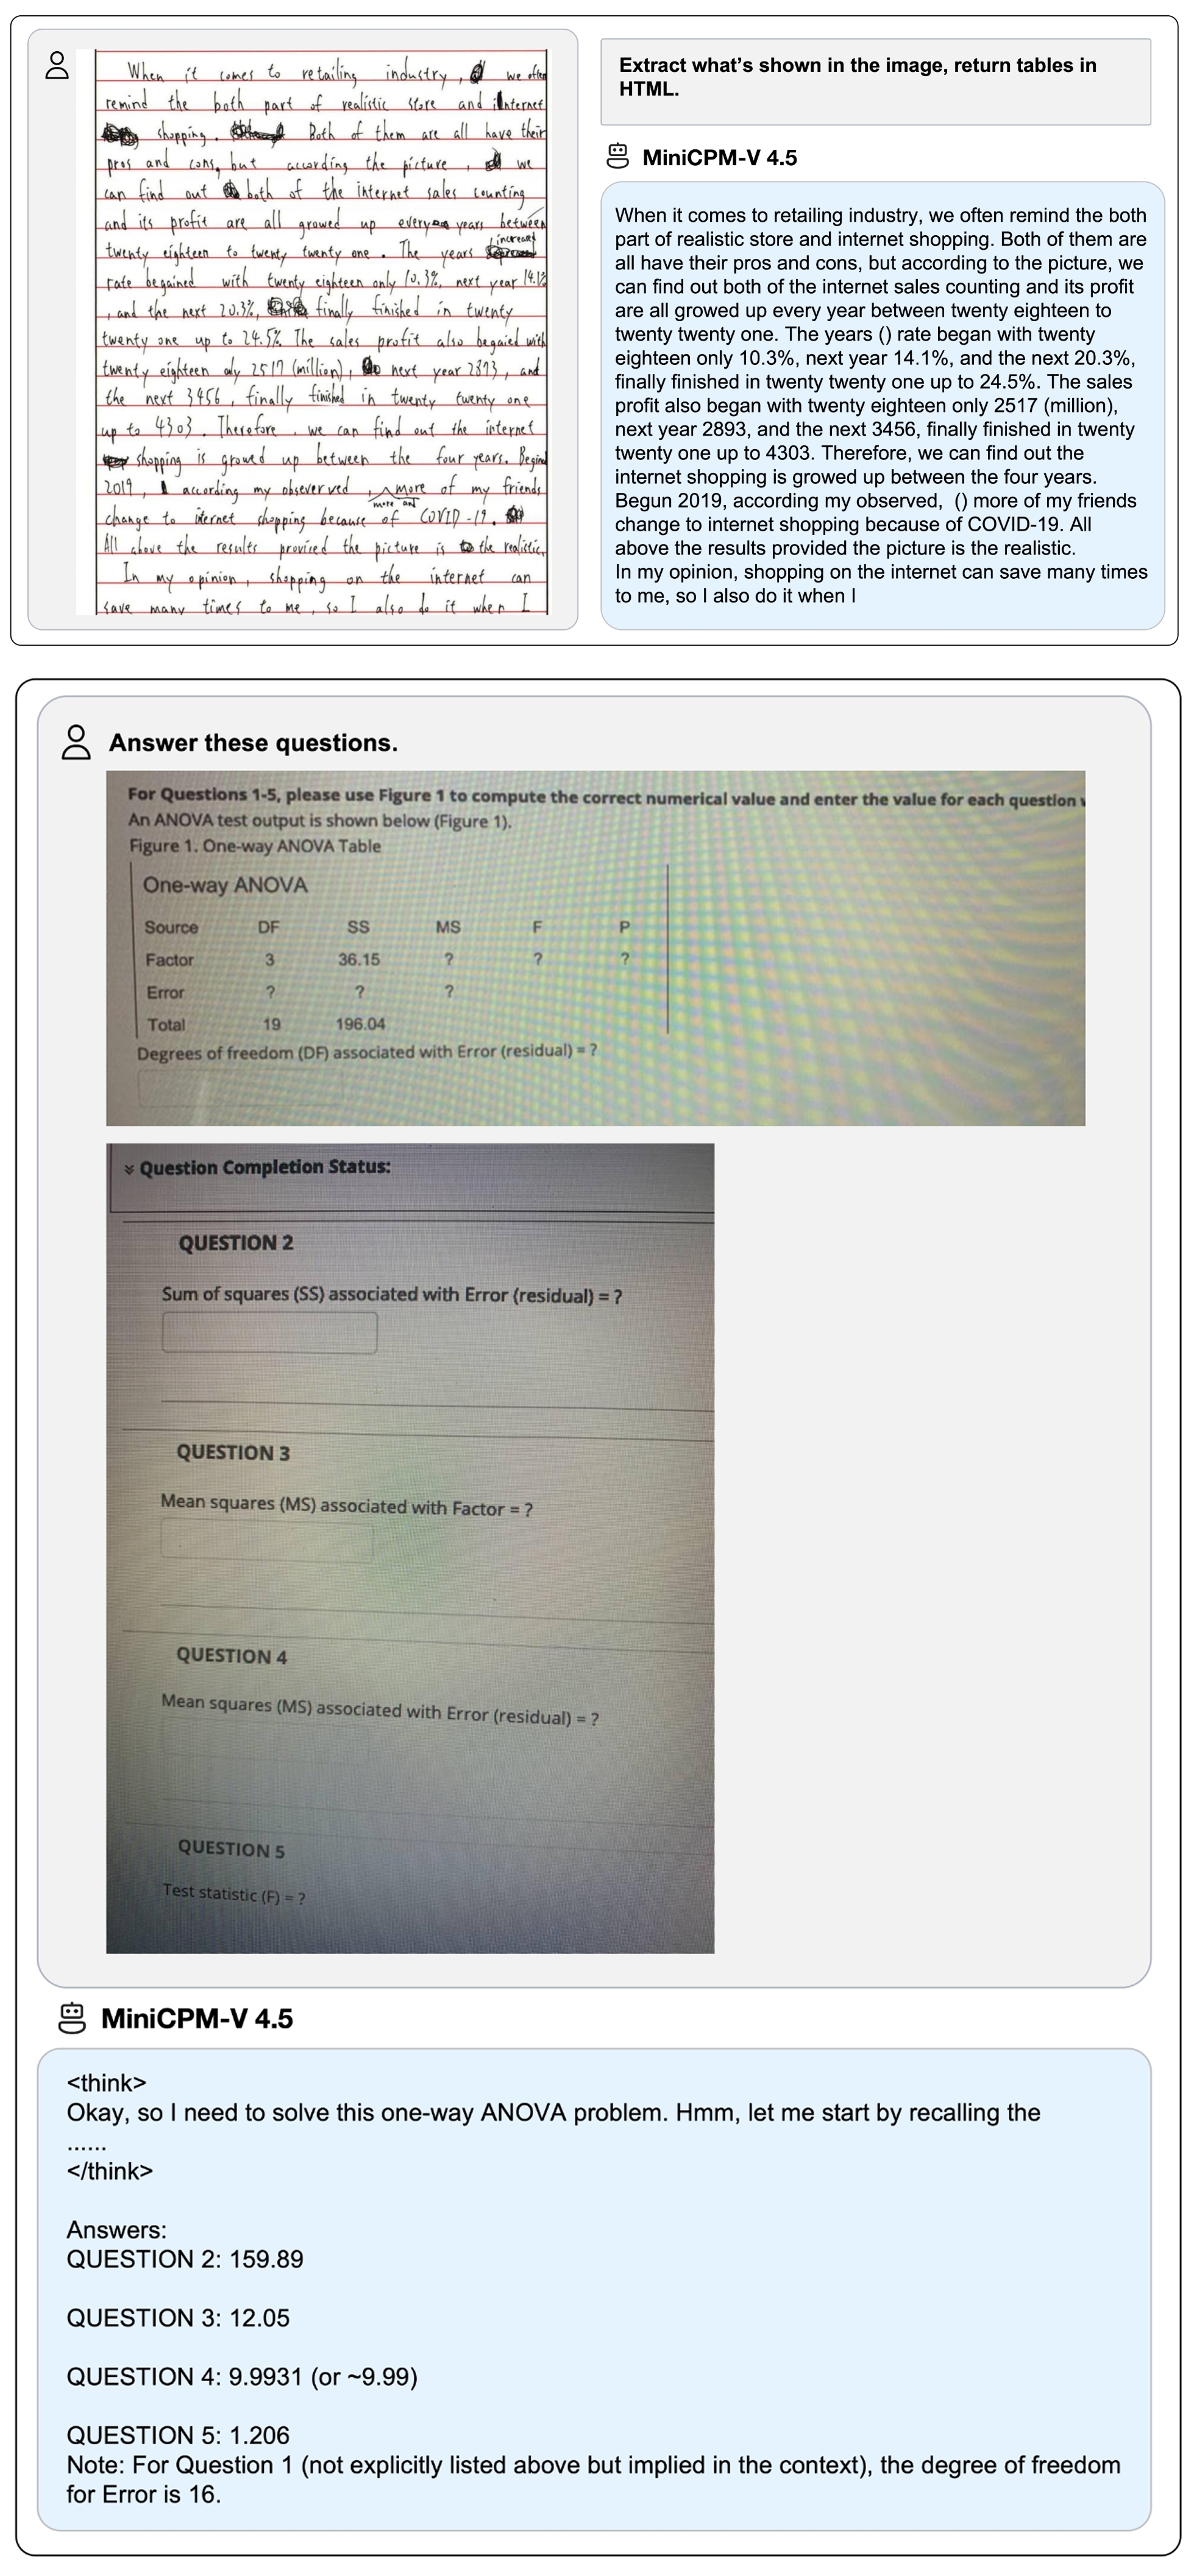 When it comes to retailing industry, we often
remind the both part of realistic store and internet
shopping. Both of them are all have their
pros and cons, but according the picture, we
can find out both of the internet sales counting
and its profit are all growed up every years between
twenty eighteen to twenty twenty one. The years increased
rate begained with twenty eighteen only 10.3%, next year 14.1%
, and the next 20.3%, finally finished in twenty
twenty one up to 24.5%. The sales profit also begaied with
twenty eighteen only 2517 (million), next year 2893, and
the next 3456, finally finished in twenty twenty one
up to 4303. Therefore, we can find out the internet
shopping is growed up between the four years.
2019, according my obseverved, more and more of my friends
change to internet shopping because of COVID-19.
All above the results provised the picture is the realistic.
In my opinion, shopping on the internet can
save many times to me, so I also do it when I
Extract what's shown in the image, return tables in
HTML.
MiniCPM-V 4.5
When it comes to retailing industry, we often remind the both
part of realistic store and internet shopping. Both of them are
all have their pros and cons, but according to the picture, we
can find out both of the internet sales counting and its profit
are all growed up every year between twenty eighteen to
twenty twenty one. The years () rate began with twenty
eighteen only 10.3%, next year 14.1%, and the next 20.3%,
finally finished in twenty twenty one up to 24.5%. The sales
profit also began with twenty eighteen only 2517 (million),
next year 2893, and the next 3456, finally finished in twenty
twenty one up to 4303. Therefore, we can find out the
internet shopping is growed up between the four years.
Begun 2019, according my observed,  () more of my friends
change to internet shopping because of COVID-19. All
above the results provided the picture is the realistic.
In my opinion, shopping on the internet can save many times
to me, so I also do it when I
Answer these questions.
For Questions 1-5, please use Figure 1 to compute the correct numerical value and enter the value for each question
An ANOVA test output is shown below (Figure 1).
Figure 1. One-way ANOVA Table
One-way ANOVA
Source DF SS MS F P
Factor 3 36.15 ? ? ?
Error ? ? ?
Total 19 196.04
Degrees of freedom (DF) associated with Error (residual) = ?
Question Completion Status:
QUESTION 2
Sum of squares (SS) associated with Error (residual) = ?
QUESTION 3
Mean squares (MS) associated with Factor = ?
QUESTION 4
Mean squares (MS) associated with Error (residual) = ?
QUESTION 5
Test statistic (F) = ?
MiniCPM-V 4.5
<think>
Okay, so I need to solve this one-way ANOVA problem. Hmm, let me start by recalling the
......
</think>
Answers:
QUESTION 2: 159.89
QUESTION 3: 12.05
QUESTION 4: 9.9931 (or ~9.99)
QUESTION 5: 1.206
Note: For Question 1 (not explicitly listed above but implied in the context), the degree of freedom
for Error is 16.